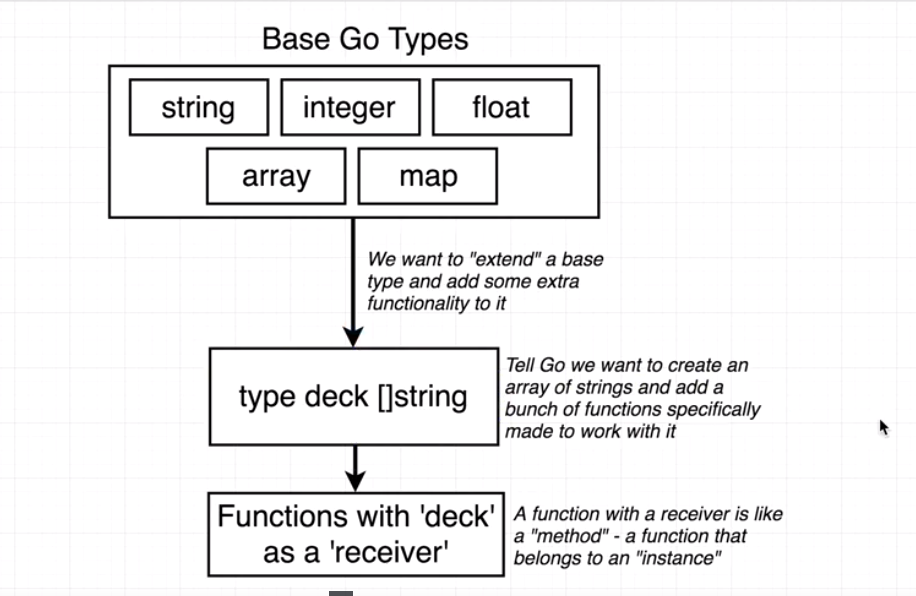 Base Go Types
string integer float
array map
We want to "extend" a base
type and add some extra
functionality to it
type deck []string
Tell Go we want to create an
array of strings and add a
bunch of functions specifically
made to work with it
Functions with 'deck'
as a 'receiver'
A function with a receiver is like
a "method" - a function that
belongs to an "instance"